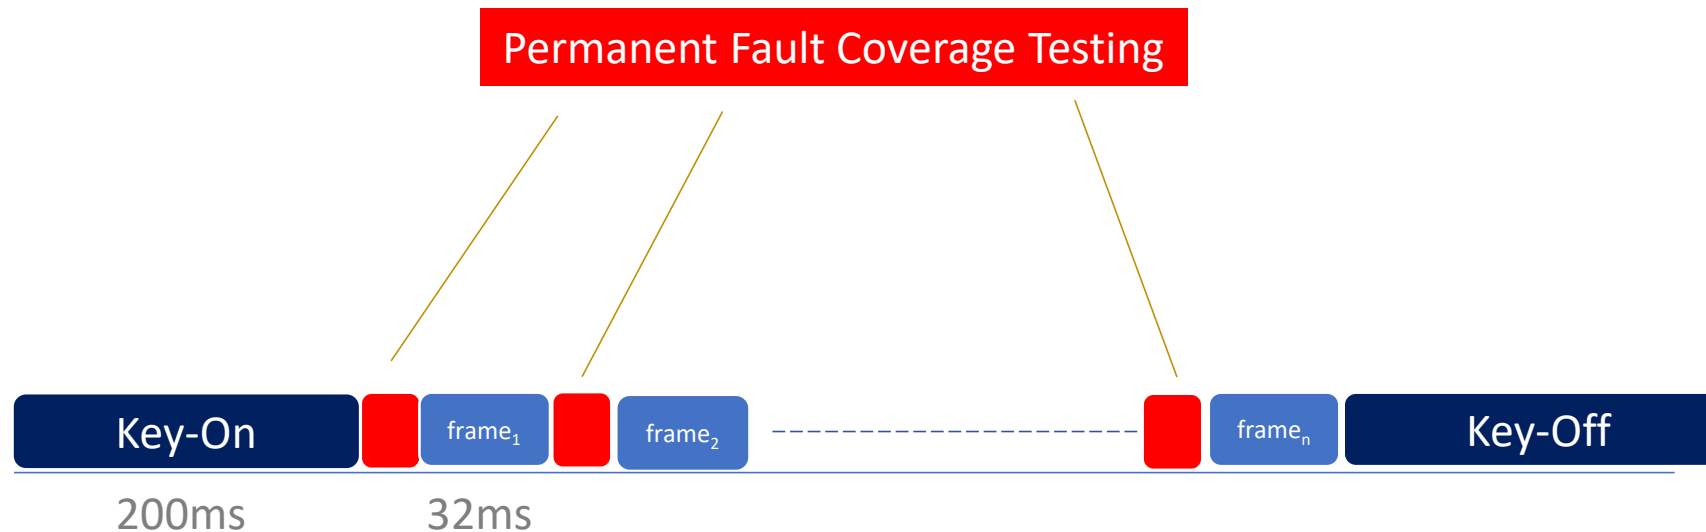 Permanent Fault Coverage Testing
Key-On
frame₁
frame₂
frameₙ
Key-Off
200ms
32ms